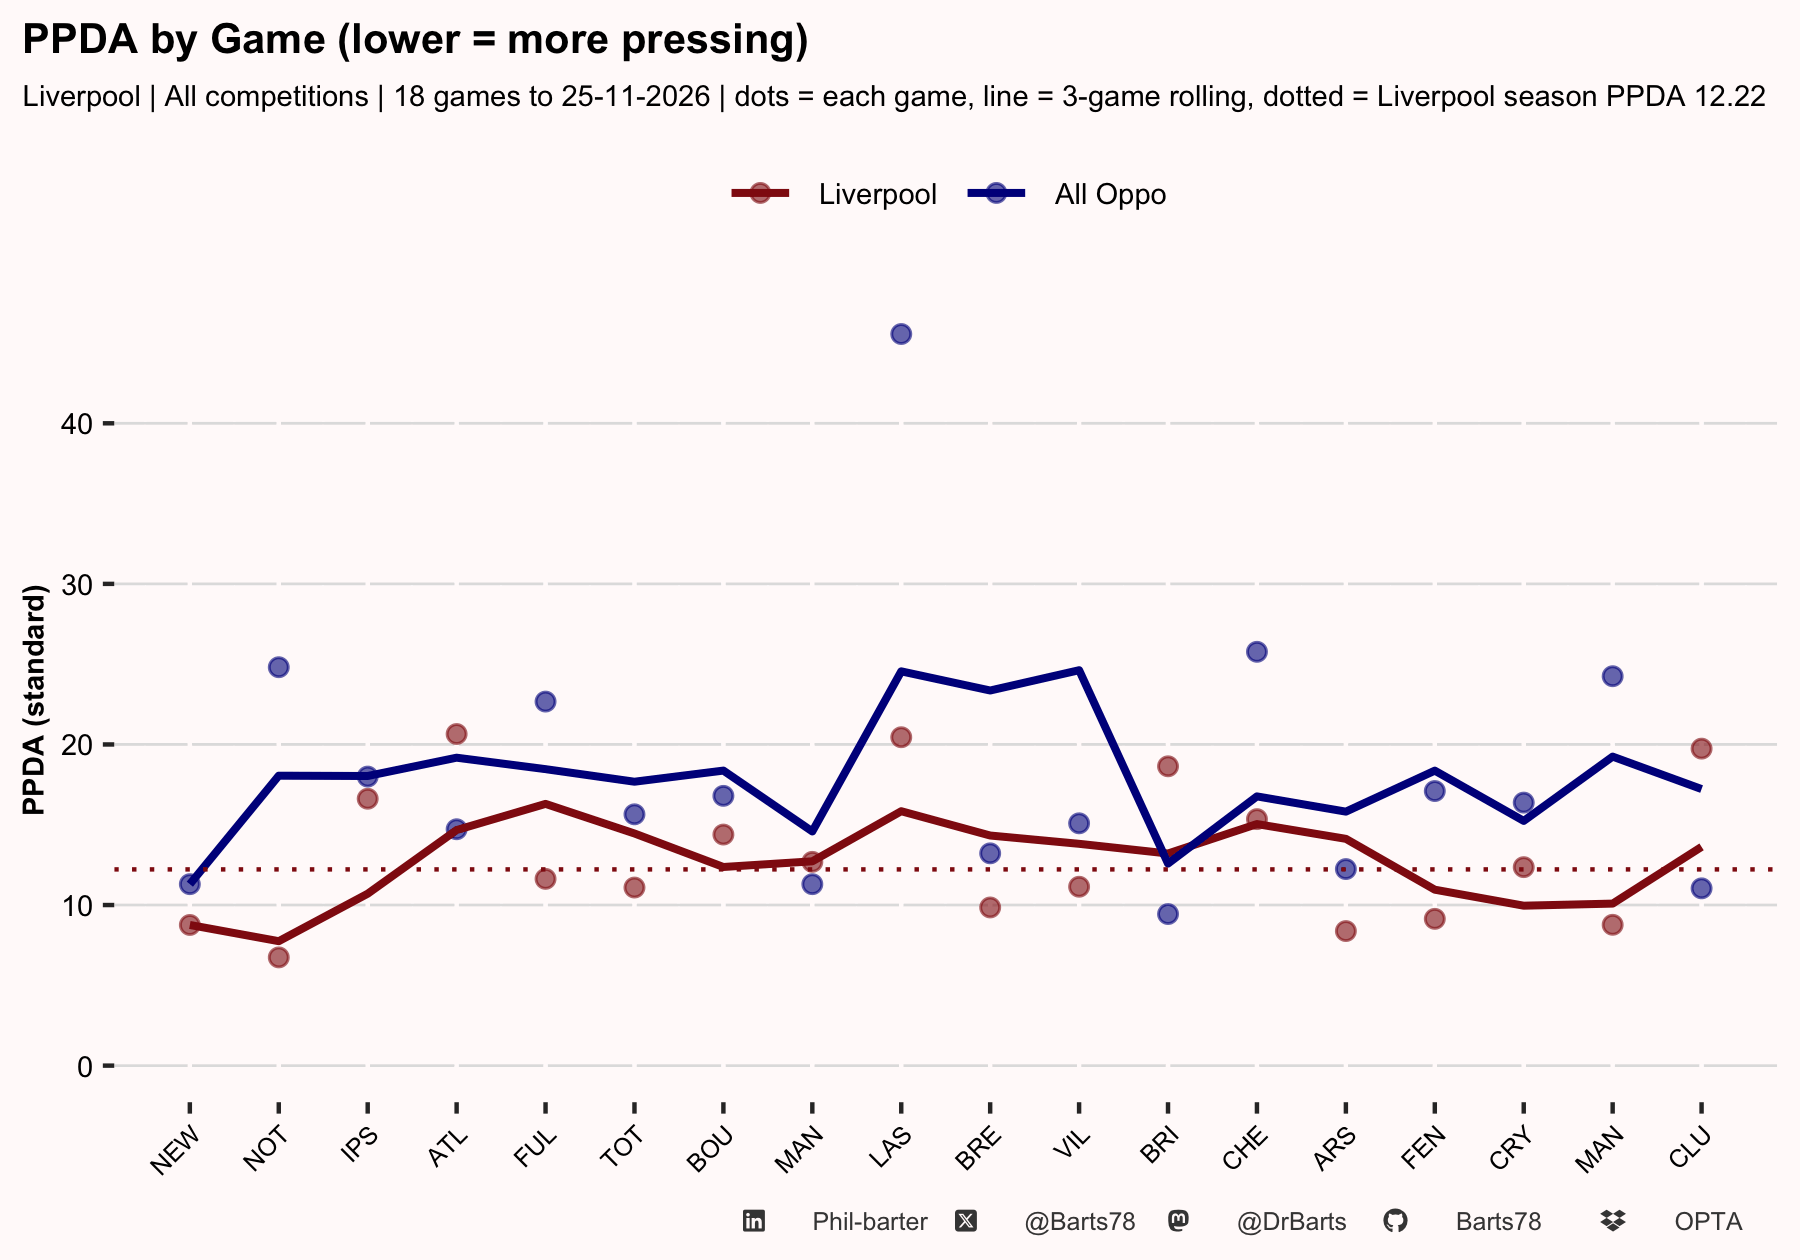 PPDA by Game (lower = more pressing)
Liverpool | All competitions | 18 games to 25-11-2026 | dots = each game, line = 3-game rolling, dotted = Liverpool season PPDA 12.22
Liverpool All Oppo
PPDA (standard)
40
30
20
10
0
NEW NOT IPS ATL FUL TOT BOU MAN LAS BRE VIL BRI CHE ARS FEN CRY MAN CLU
Phil-barter @Barts78 @DrBarts Barts78 OPTA